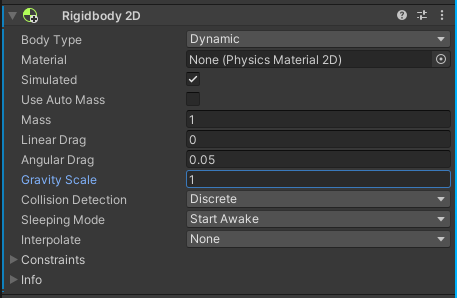 Rigidbody 2D
Body Type Dynamic
Material None (Physics Material 2D)
Simulated
Use Auto Mass
Mass 1
Linear Drag 0
Angular Drag 0.05
Gravity Scale 1
Collision Detection Discrete
Sleeping Mode Start Awake
Interpolate None
Constraints
Info